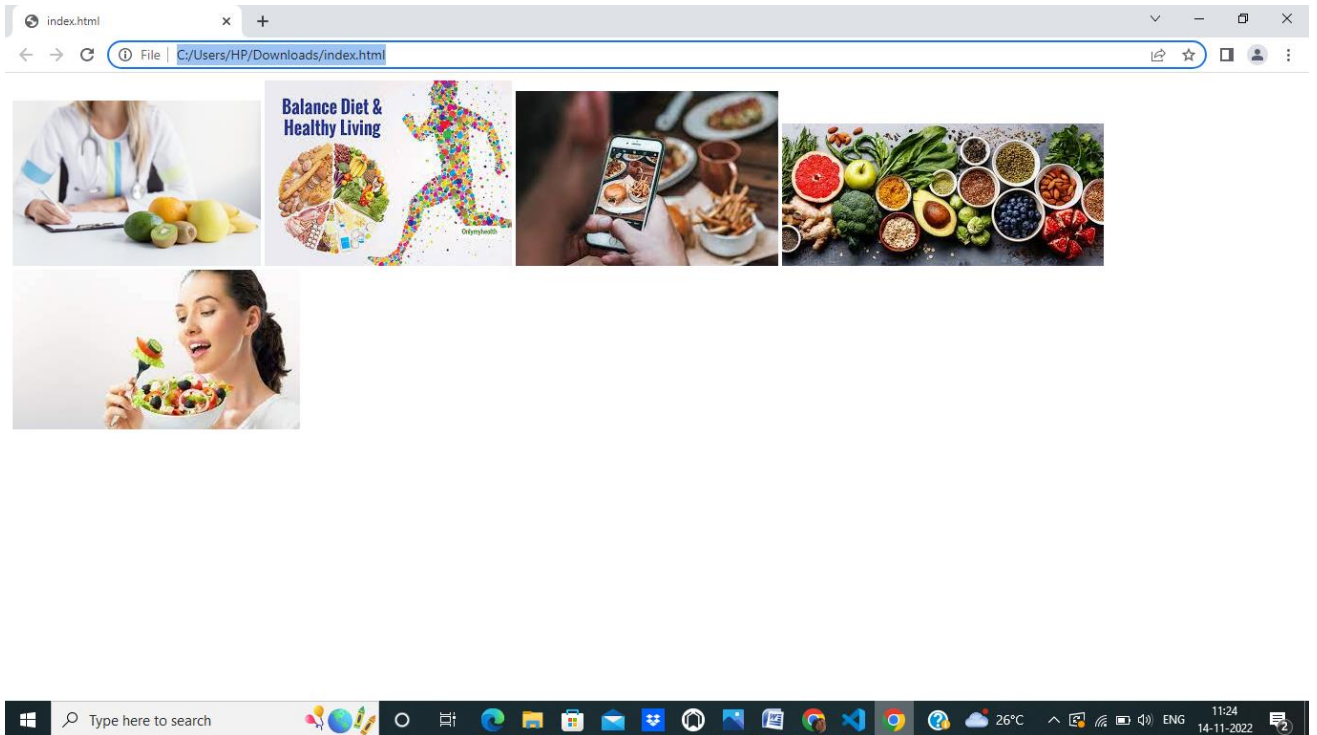 index.html
File
C:/Users/HP/Downloads/index.html
Balance Diet &
Healthy Living
Onlymyhealth
Type here to search
26°C
ENG
11:24
14-11-2022
2